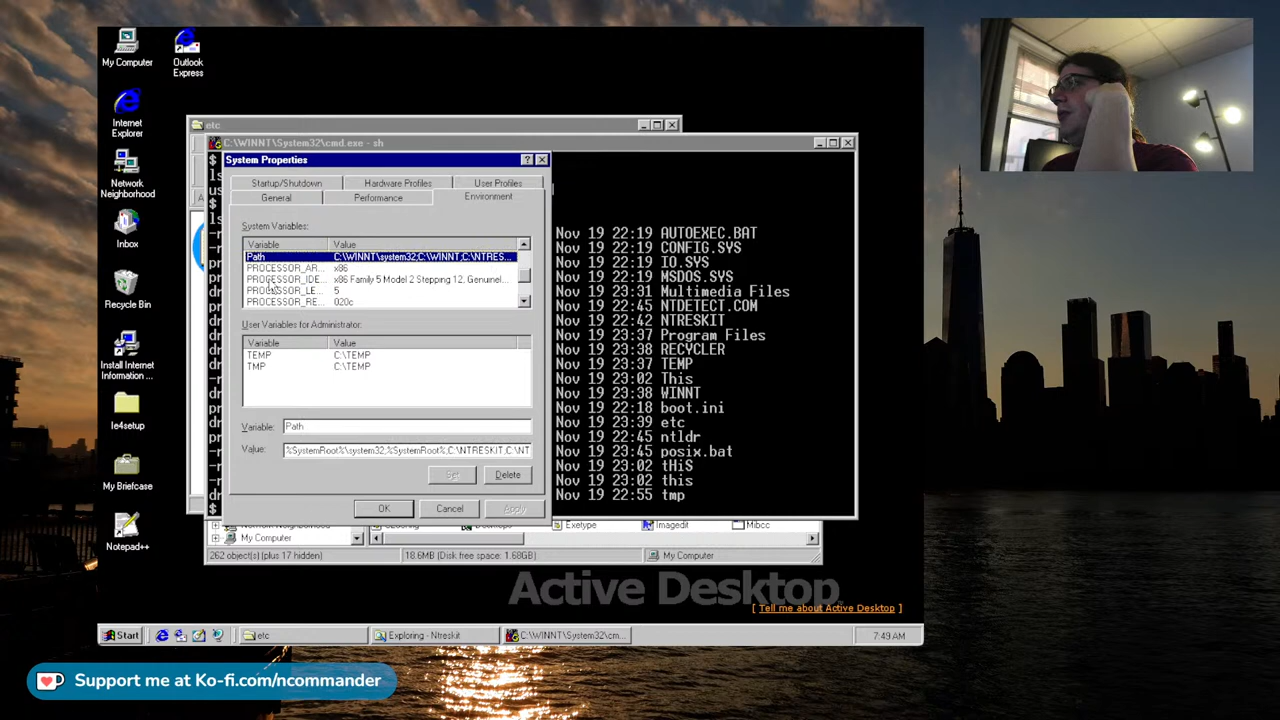 My Computer
Outlook
Express
Internet
Explorer
Network
Neighborhood
Inbox
Recycle Bin
Install Internet
Information ...
Ie4setup
My Briefcase
Notepad++
etc
C:\WINNT\System32\cmd.exe - sh
System Properties
Startup/Shutdown
Hardware Profiles
User Profiles
General
Performance
Environment
System Variables:
Variable
Value
Path
C:\WINNT\system32;C:\WINNT;C:\NTRES...
PROCESSOR_AR...
x86
PROCESSOR_IDE...
x86 Family 5 Model 2 Stepping 12, GenuineI...
PROCESSOR_LE...
5
PROCESSOR_RE...
020c
User Variables for Administrator:
Variable
Value
TEMP
C:\TEMP
TMP
C:\TEMP
Variable:
Path
Value:
%SystemRoot%\system32;%SystemRoot%;C:\NTRESKIT;C:\NT
Set
Delete
OK
Cancel
Apply
$
ls
$
Nov 19 22:19 AUTOEXEC.BAT
Nov 19 22:19 CONFIG.SYS
Nov 19 22:19 IO.SYS
Nov 19 22:19 MSDOS.SYS
Nov 19 23:31 Multimedia Files
Nov 19 22:45 NTDETECT.COM
Nov 19 22:42 NTRESKIT
Nov 19 23:37 Program Files
Nov 19 23:38 RECYCLER
Nov 19 23:37 TEMP
Nov 19 23:02 This
Nov 19 23:38 WINNT
Nov 19 22:18 boot.ini
Nov 19 23:39 etc
Nov 19 22:45 ntldr
Nov 19 23:45 posix.bat
Nov 19 23:02 tHiS
Nov 19 23:02 this
Nov 19 22:55 tmp
$
My Computer
Exetype
Imagedit
Mibcc
262 object(s) (plus 17 hidden)
18.6MB (Disk free space: 1.68GB)
My Computer
Active Desktop
[ Tell me about Active Desktop ]
Start
etc
Exploring - Ntreskit
C:\WINNT\System32\cm...
7:49 AM
Support me at Ko-fi.com/ncommander